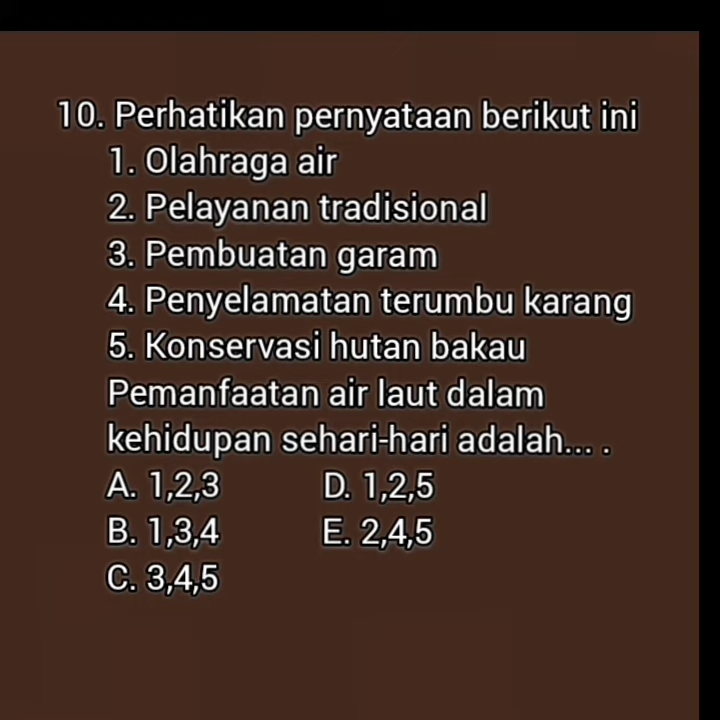 10. Perhatikan pernyataan berikut ini
1. Olahraga air
2. Pelayanan tradisional
3. Pembuatan garam
4. Penyelamatan terumbu karang
5. Konservasi hutan bakau
Pemanfaatan air laut dalam
kehidupan sehari-hari adalah... .
A. 1,2,3 D. 1,2,5
B. 1,3,4 E. 2,4,5
C. 3,4,5